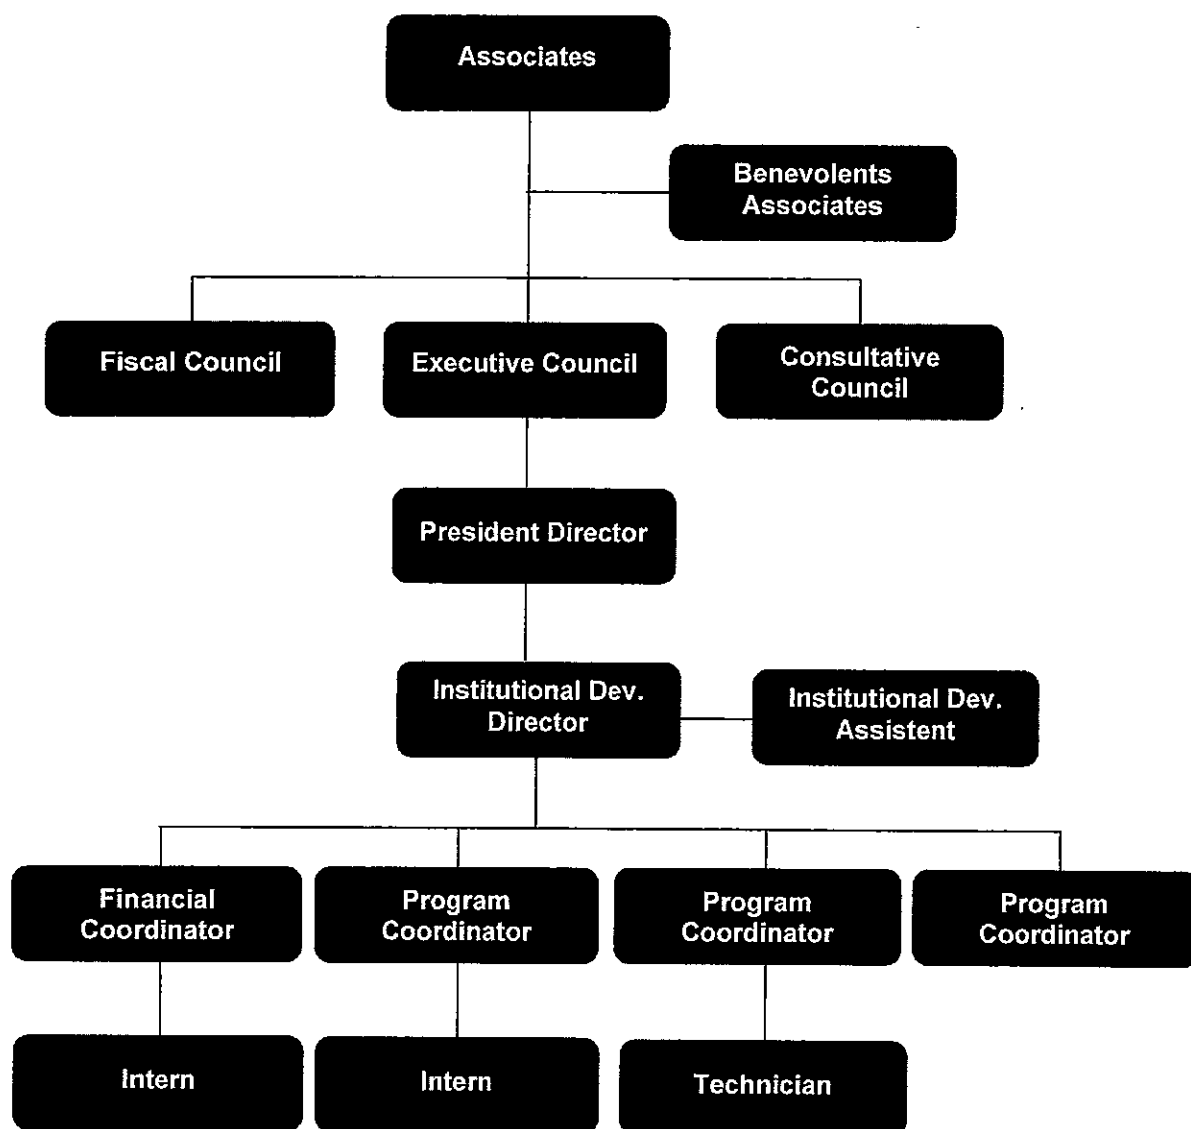 Associates
Benevolents
Associates
Fiscal Council
Executive Council
Consultative
Council
President Director
Institutional Dev.
Director
Institutional Dev.
Assistent
Financial
Coordinator
Program
Coordinator
Program
Coordinator
Program
Coordinator
Intern
Intern
Technician